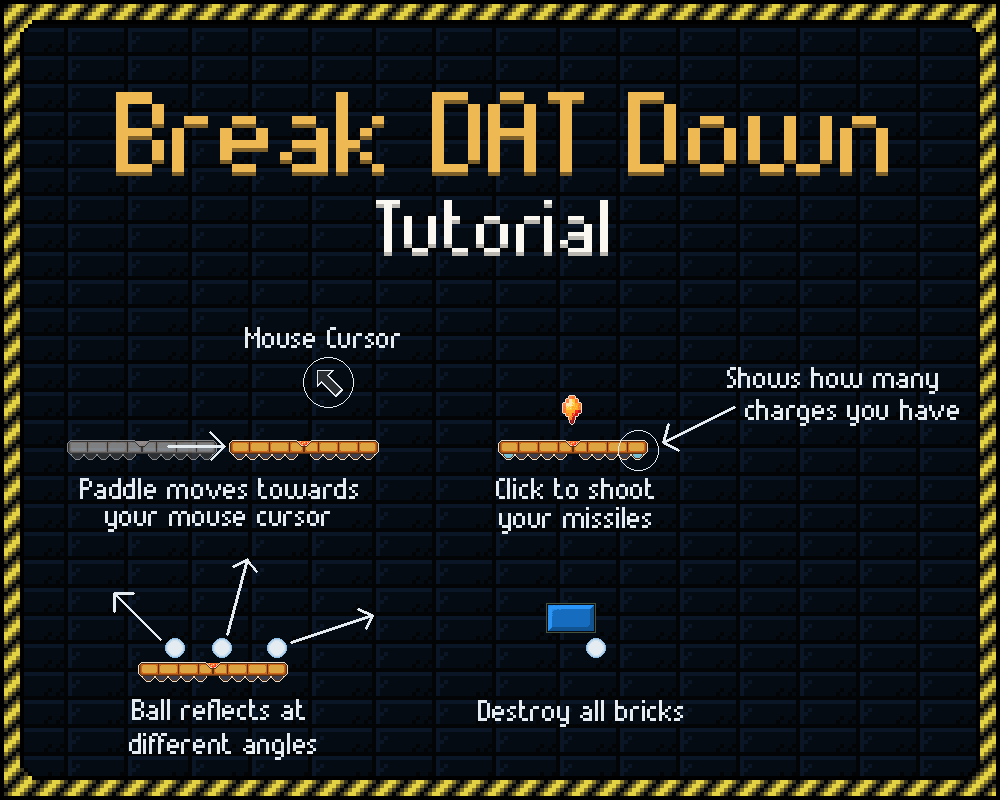 Break DAT Down
Tutorial
Mouse Cursor
Shows how many
charges you have
Paddle moves towards
your mouse cursor
Click to shoot
your missiles
Ball reflects at
different angles
Destroy all bricks